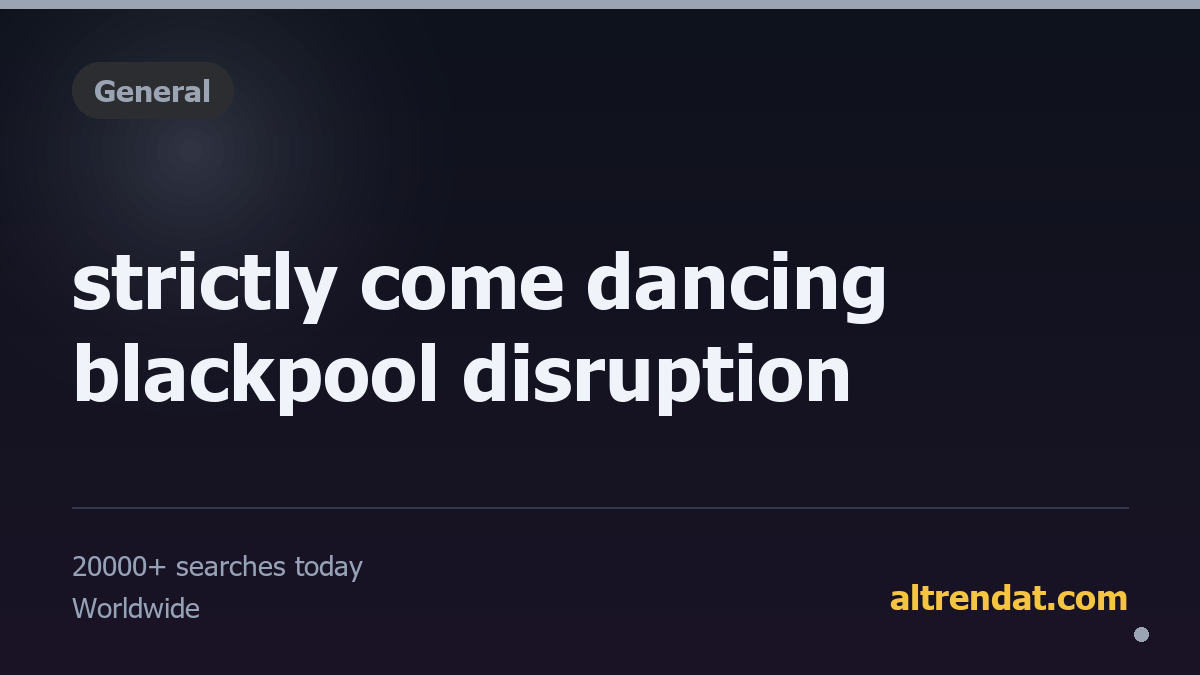 General
strictly come dancing
blackpool disruption
20000+ searches today
Worldwide
altrendat.com